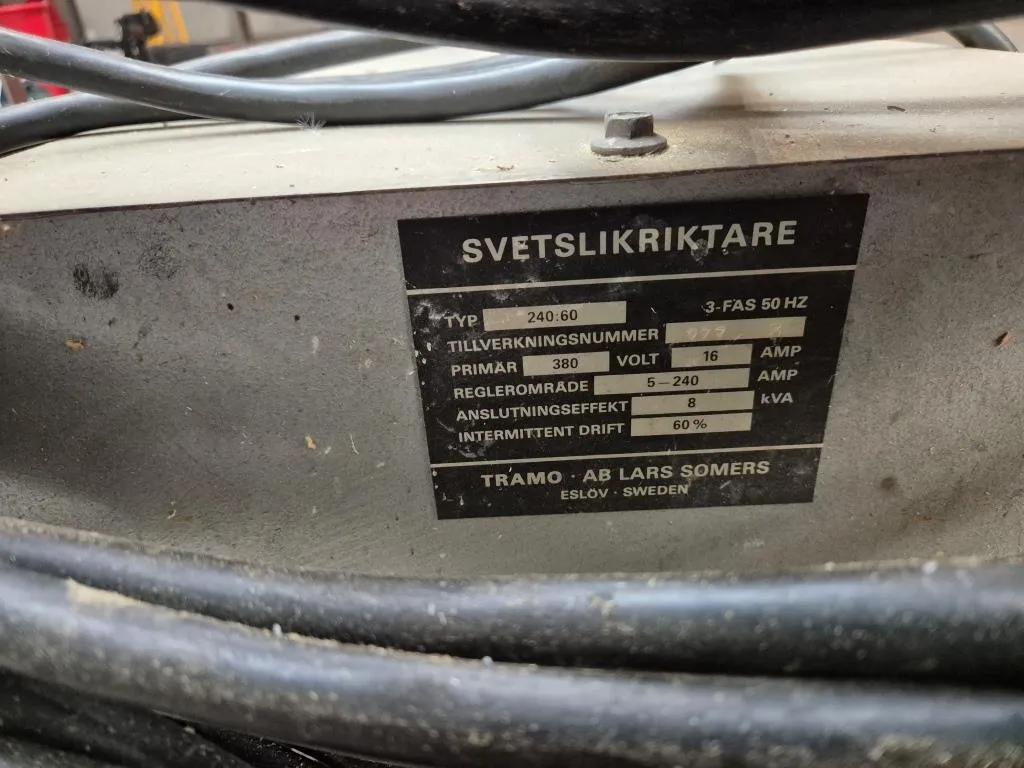 SVETSLIKRIKTARE
TYP 240:60 3-FAS 50 HZ
TILLVERKNINGSNUMMER
PRIMÄR 380 VOLT 16 AMP
REGLEROMRÅDE 5-240 AMP
ANSLUTNINGSEFFEKT 8 kVA
INTERMITTENT DRIFT 60%
TRAMO · AB LARS SOMERS
ESLÖV · SWEDEN